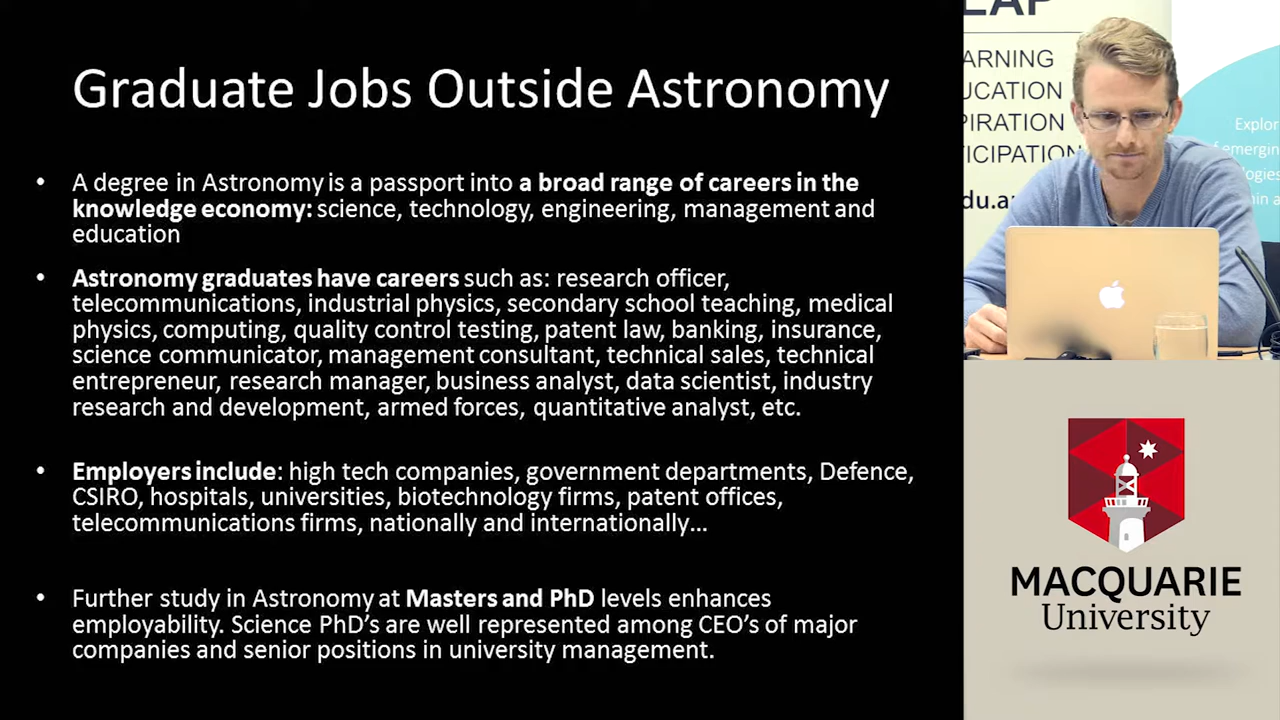 Graduate Jobs Outside Astronomy
• A degree in Astronomy is a passport into a broad range of careers in the
knowledge economy: science, technology, engineering, management and
education
• Astronomy graduates have careers such as: research officer,
telecommunications, industrial physics, secondary school teaching, medical
physics, computing, quality control testing, patent law, banking, insurance,
science communicator, management consultant, technical sales, technical
entrepreneur, research manager, business analyst, data scientist, industry
research and development, armed forces, quantitative analyst, etc.
• Employers include: high tech companies, government departments, Defence,
CSIRO, hospitals, universities, biotechnology firms, patent offices,
telecommunications firms, nationally and internationally...
• Further study in Astronomy at Masters and PhD levels enhances
employability. Science PhD's are well represented among CEO's of major
companies and senior positions in university management.
EAP
ARNING
UCATION
PIRATION
TICIPATION
du.a
Explor
f emergin
ologies
hin a
MACQUARIE
University